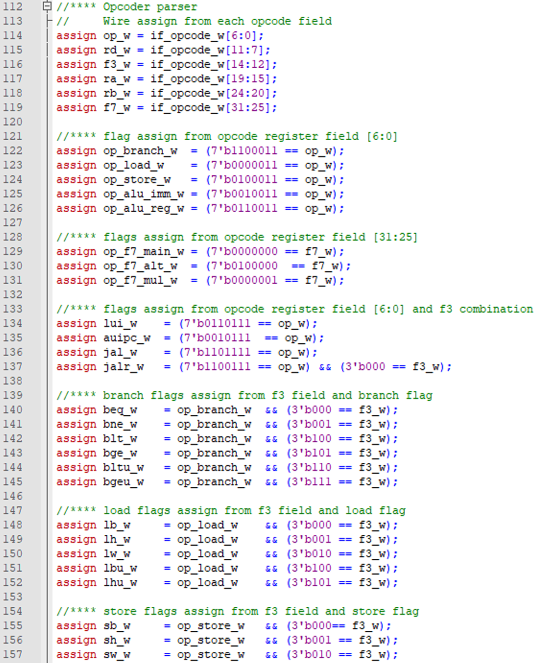 112 //**** Opcoder parser
113 // Wire assign from each opcode field
114 assign op_w = if_opcode_w[6:0];
115 assign rd_w = if_opcode_w[11:7];
116 assign f3_w = if_opcode_w[14:12];
117 assign ra_w = if_opcode_w[19:15];
118 assign rb_w = if_opcode_w[24:20];
119 assign f7_w = if_opcode_w[31:25];
120
121 //**** flag assign from opcode register field [6:0]
122 assign op_branch_w = (7'b1100011 == op_w);
123 assign op_load_w = (7'b0000011 == op_w);
124 assign op_store_w = (7'b0100011 == op_w);
125 assign op_alu_imm_w = (7'b0010011 == op_w);
126 assign op_alu_reg_w = (7'b0110011 == op_w);
127
128 //**** flags assign from opcode register field [31:25]
129 assign op_f7_main_w = (7'b0000000 == f7_w);
130 assign op_f7_alt_w = (7'b0100000 == f7_w);
131 assign op_f7_mul_w = (7'b0000001 == f7_w);
132
133 //**** flags assign from opcode register field [6:0] and f3 combination
134 assign lui_w = (7'b0110111 == op_w);
135 assign auipc_w = (7'b0010111 == op_w);
136 assign jal_w = (7'b1101111 == op_w);
137 assign jalr_w = (7'b1100111 == op_w) && (3'b000 == f3_w);
138
139 //**** branch flags assign from f3 field and branch flag
140 assign beq_w = op_branch_w && (3'b000 == f3_w);
141 assign bne_w = op_branch_w && (3'b001 == f3_w);
142 assign blt_w = op_branch_w && (3'b100 == f3_w);
143 assign bge_w = op_branch_w && (3'b101 == f3_w);
144 assign bltu_w = op_branch_w && (3'b110 == f3_w);
145 assign bgeu_w = op_branch_w && (3'b111 == f3_w);
146
147 //**** load flags assign from f3 field and load flag
148 assign lb_w = op_load_w && (3'b000 == f3_w);
149 assign lh_w = op_load_w && (3'b001 == f3_w);
150 assign lw_w = op_load_w && (3'b010 == f3_w);
151 assign lbu_w = op_load_w && (3'b100 == f3_w);
152 assign lhu_w = op_load_w && (3'b101 == f3_w);
153
154 //**** store flags assign from f3 field and store flag
155 assign sb_w = op_store_w && (3'b000== f3_w);
156 assign sh_w = op_store_w && (3'b001 == f3_w);
157 assign sw_w = op_store_w && (3'b010 == f3_w);